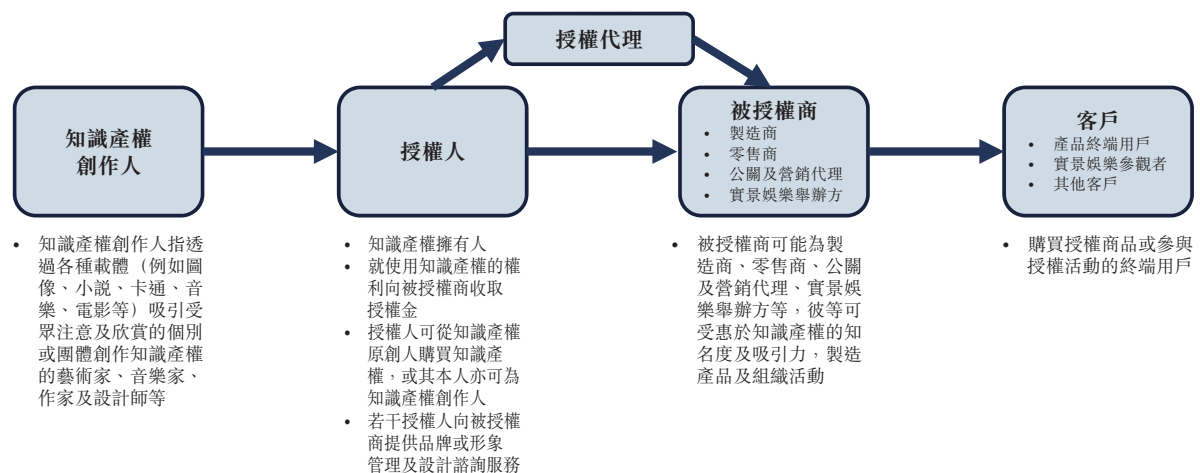 授權代理
知識產權
創作人
授權人
被授權商
• 製造商
• 零售商
• 公關及營銷代理
• 實景娛樂舉辦方
客戶
• 產品終端用戶
• 實景娛樂參觀者
• 其他客戶
• 知識產權創作人指透
過各種載體（例如圖
像、小説、卡通、音
樂、電影等）吸引受
眾注意及欣賞的個別
或團體創作知識產權
的藝術家、音樂家、
作家及設計師等
• 知識產權擁有人
• 就使用知識產權的權
利向被授權商收取
授權金
• 授權人可從知識產權
原創人購買知識產
權，或其本人亦可為
知識產權創作人
• 若干授權人向被授權
商提供品牌或形象
管理及設計諮詢服務
• 被授權商可能為製
造商、零售商、公關
及營銷代理、實景娛
樂舉辦方等，彼等可
受惠於知識產權的知
名度及吸引力，製造
產品及組織活動
• 購買授權商品或參與
授權活動的終端用戶